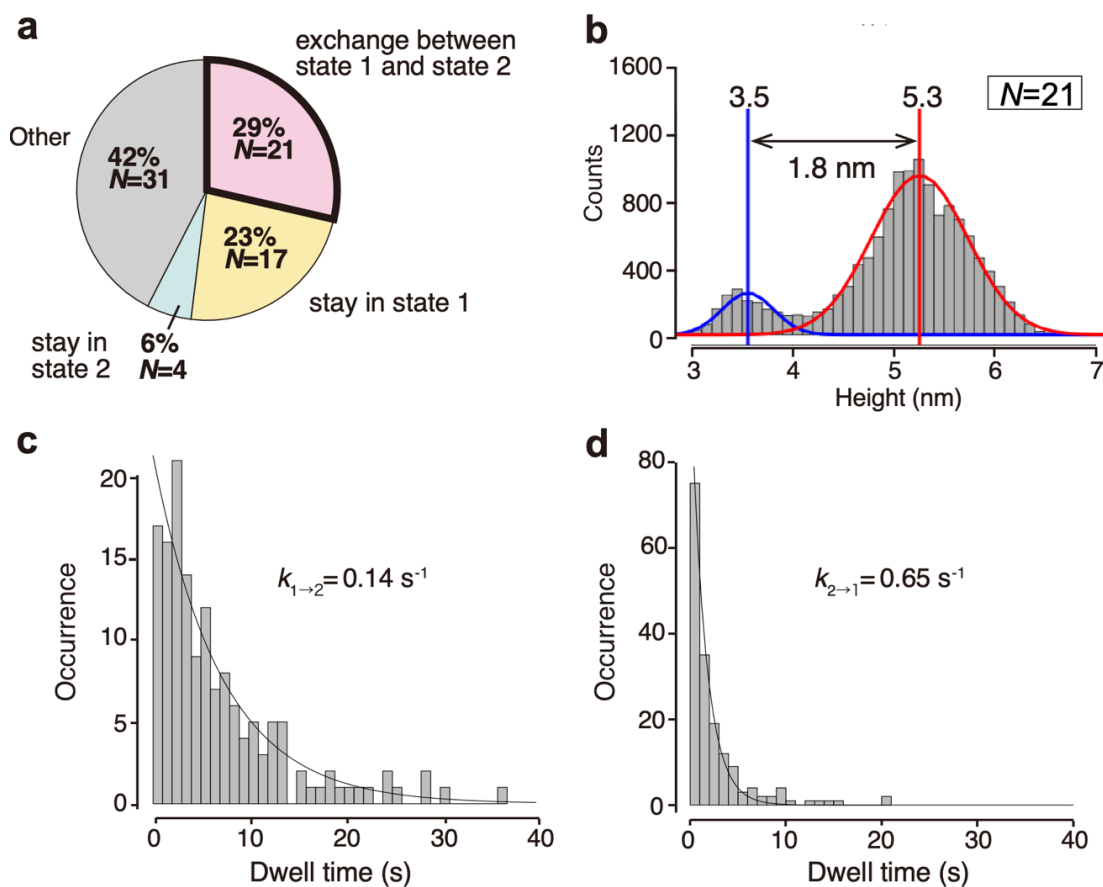 a
exchange between
state 1 and state 2
Other
42%
N=31
29%
N=21
23%
N=17
stay in state 1
stay in
state 2
6%
N=4
b
1600
1200
800
400
0
Counts
3.5
5.3
N=21
1.8 nm
3 4 5 6 7
Height (nm)
c
20
15
10
5
0
Occurrence
k1→2= 0.14 s-1
0 10 20 30 40
Dwell time (s)
d
80
60
40
20
0
Occurrence
k2→1= 0.65 s-1
0 10 20 30 40
Dwell time (s)